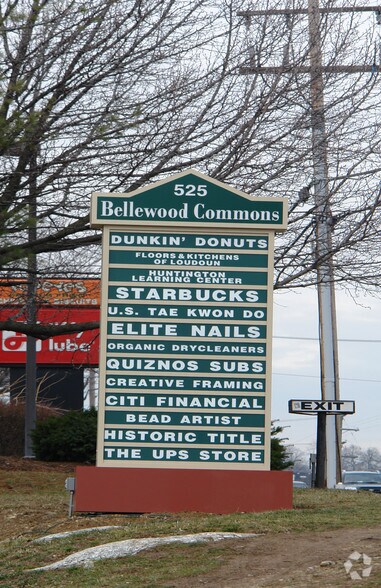 525
Bellewood Commons
DUNKIN' DONUTS
FLOORS & KITCHENS
OF LOUDOUN
HUNTINGTON
LEARNING CENTER
STARBUCKS
U.S. TAE KWON DO
ELITE NAILS
ORGANIC DRYCLEANERS
QUIZNOS SUBS
CREATIVE FRAMING
CITI FINANCIAL
BEAD ARTIST
HISTORIC TITLE
THE UPS STORE
EXIT
lube